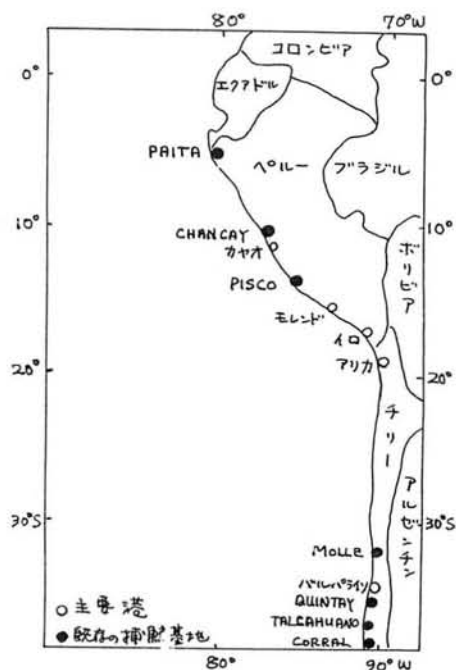 80°
70°W
コロンビア
0°
0°
エクアドル
PAITA
ペルー
ブラジル
10°
10°
CHANCAY
カヤオ
ボリビア
PISCO
モレンド
イロ
アリカ
20°
20°
チリー
アルゼンチン
30°S
30°S
MOLLE
バルパライソ
○ 主要港
QUINTAY
TALCAHUANO
● 既存の捕鯨基地
CORRAL
80°
90°W